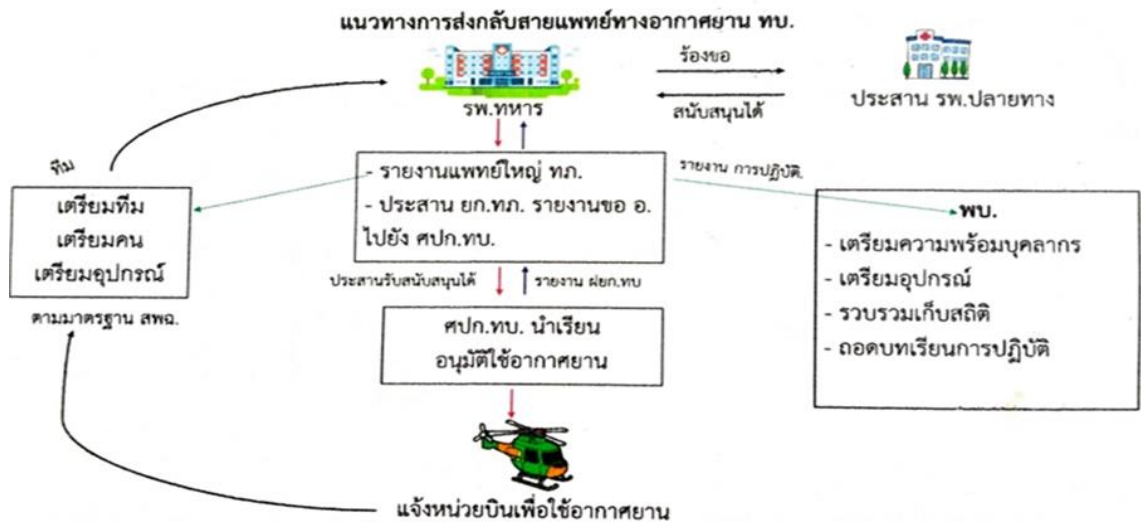 แนวทางการส่งกลับสายแพทย์ทางอากาศยาน ทบ.
ร้องขอ
สนับสนุนได้
รพ.ทหาร
ประสาน รพ.ปลายทาง
ทีม
เตรียมทีม
เตรียมคน
เตรียมอุปกรณ์
ตามมาตรฐาน สพฉ.
- รายงานแพทย์ใหญ่ ทภ.
- ประสาน ยก.ทภ. รายงานขอ อ.
ไปยัง ศปก.ทบ.
รายงาน การปฏิบัติ.
พบ.
- เตรียมความพร้อมบุคลากร
- เตรียมอุปกรณ์
- รวบรวมเก็บสถิติ
- ถอดบทเรียนการปฏิบัติ
ประสานรับสนับสนุนได้
รายงาน ฝยก.ทบ
ศปก.ทบ. นำเรียน
อนุมัติใช้อากาศยาน
แจ้งหน่วยบินเพื่อใช้อากาศยาน